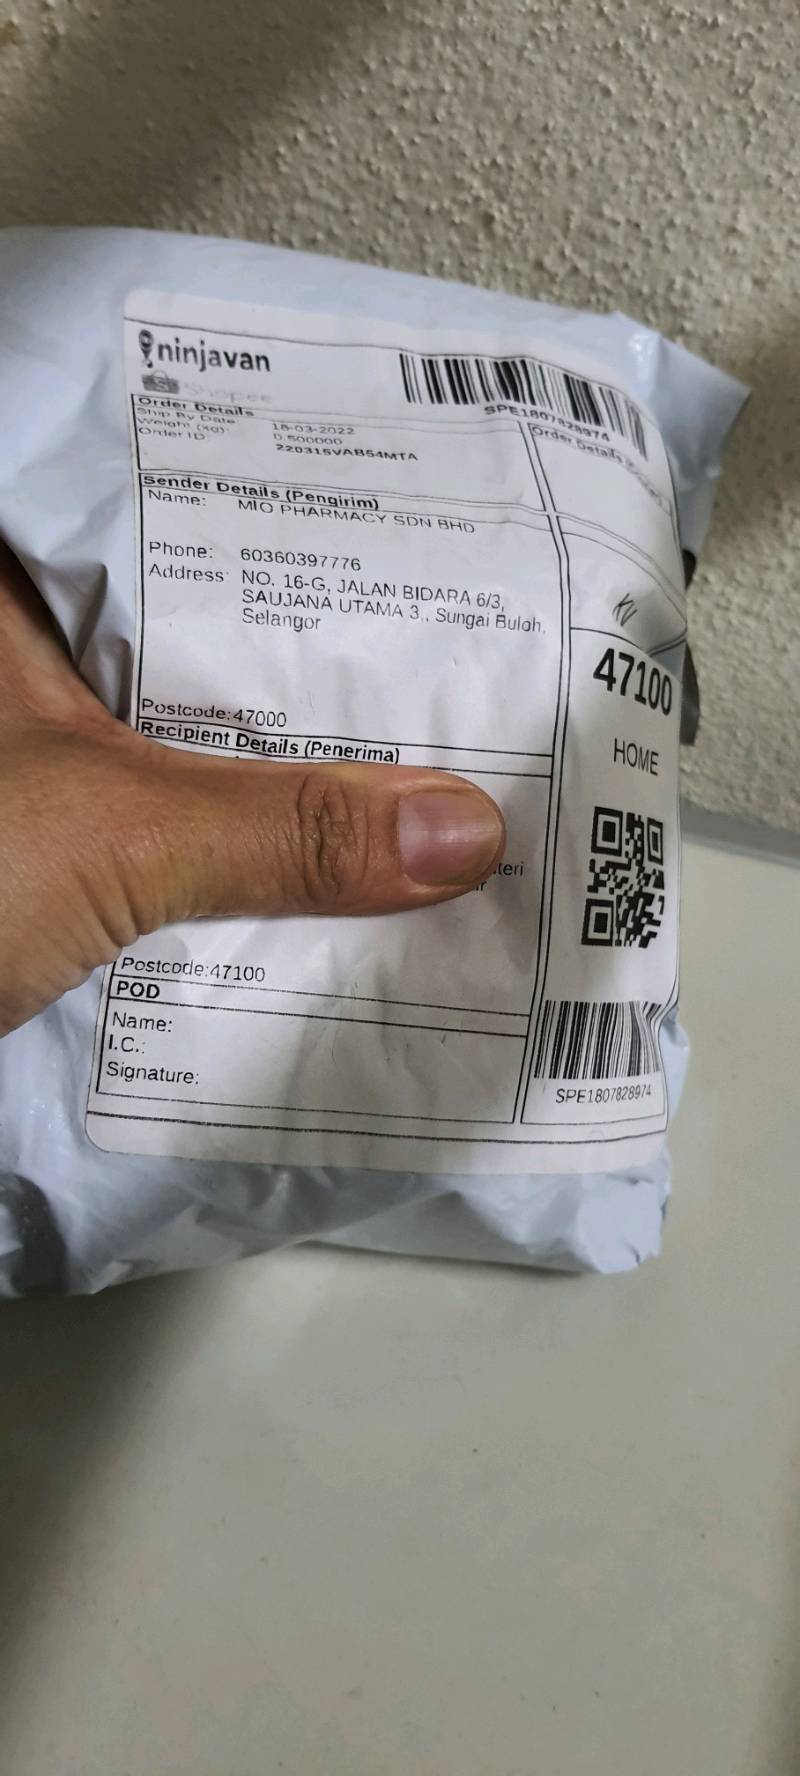 ninjavan
Shopee
SPE1807828974
Order Details
Ship By Date 18-03-2022
Weight (kg): 0.500000
Order ID: 220315VAB54MTA
Order Details
Sender Details (Pengirim)
Name: MIO PHARMACY SDN BHD
Phone: 60360397776
Address: NO. 16-G, JALAN BIDARA 6/3,
SAUJANA UTAMA 3,, Sungai Buloh,
Selangor
Postcode:47000
47100
HOME
Recipient Details (Penerima)
Postcode:47100
POD
Name:
I.C.:
Signature:
SPE1807828974